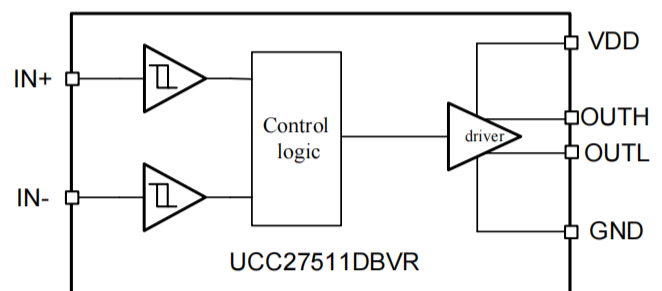 VDD
IN+
OUTH
Control
logic
driver
OUTL
IN-
GND
UCC27511DBVR